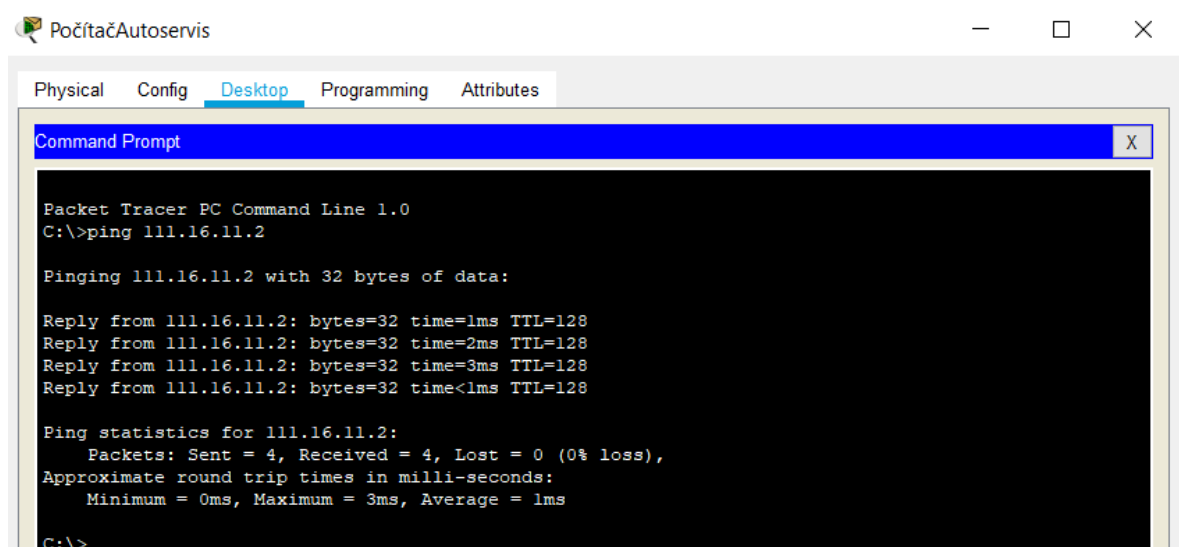 PočítačAutoservis
Physical Config Desktop Programming Attributes
Command Prompt
X
Packet Tracer PC Command Line 1.0
C:\>ping 111.16.11.2
Pinging 111.16.11.2 with 32 bytes of data:
Reply from 111.16.11.2: bytes=32 time=1ms TTL=128
Reply from 111.16.11.2: bytes=32 time=2ms TTL=128
Reply from 111.16.11.2: bytes=32 time=3ms TTL=128
Reply from 111.16.11.2: bytes=32 time<1ms TTL=128
Ping statistics for 111.16.11.2:
Packets: Sent = 4, Received = 4, Lost = 0 (0% loss),
Approximate round trip times in milli-seconds:
Minimum = 0ms, Maximum = 3ms, Average = 1ms
C:\>